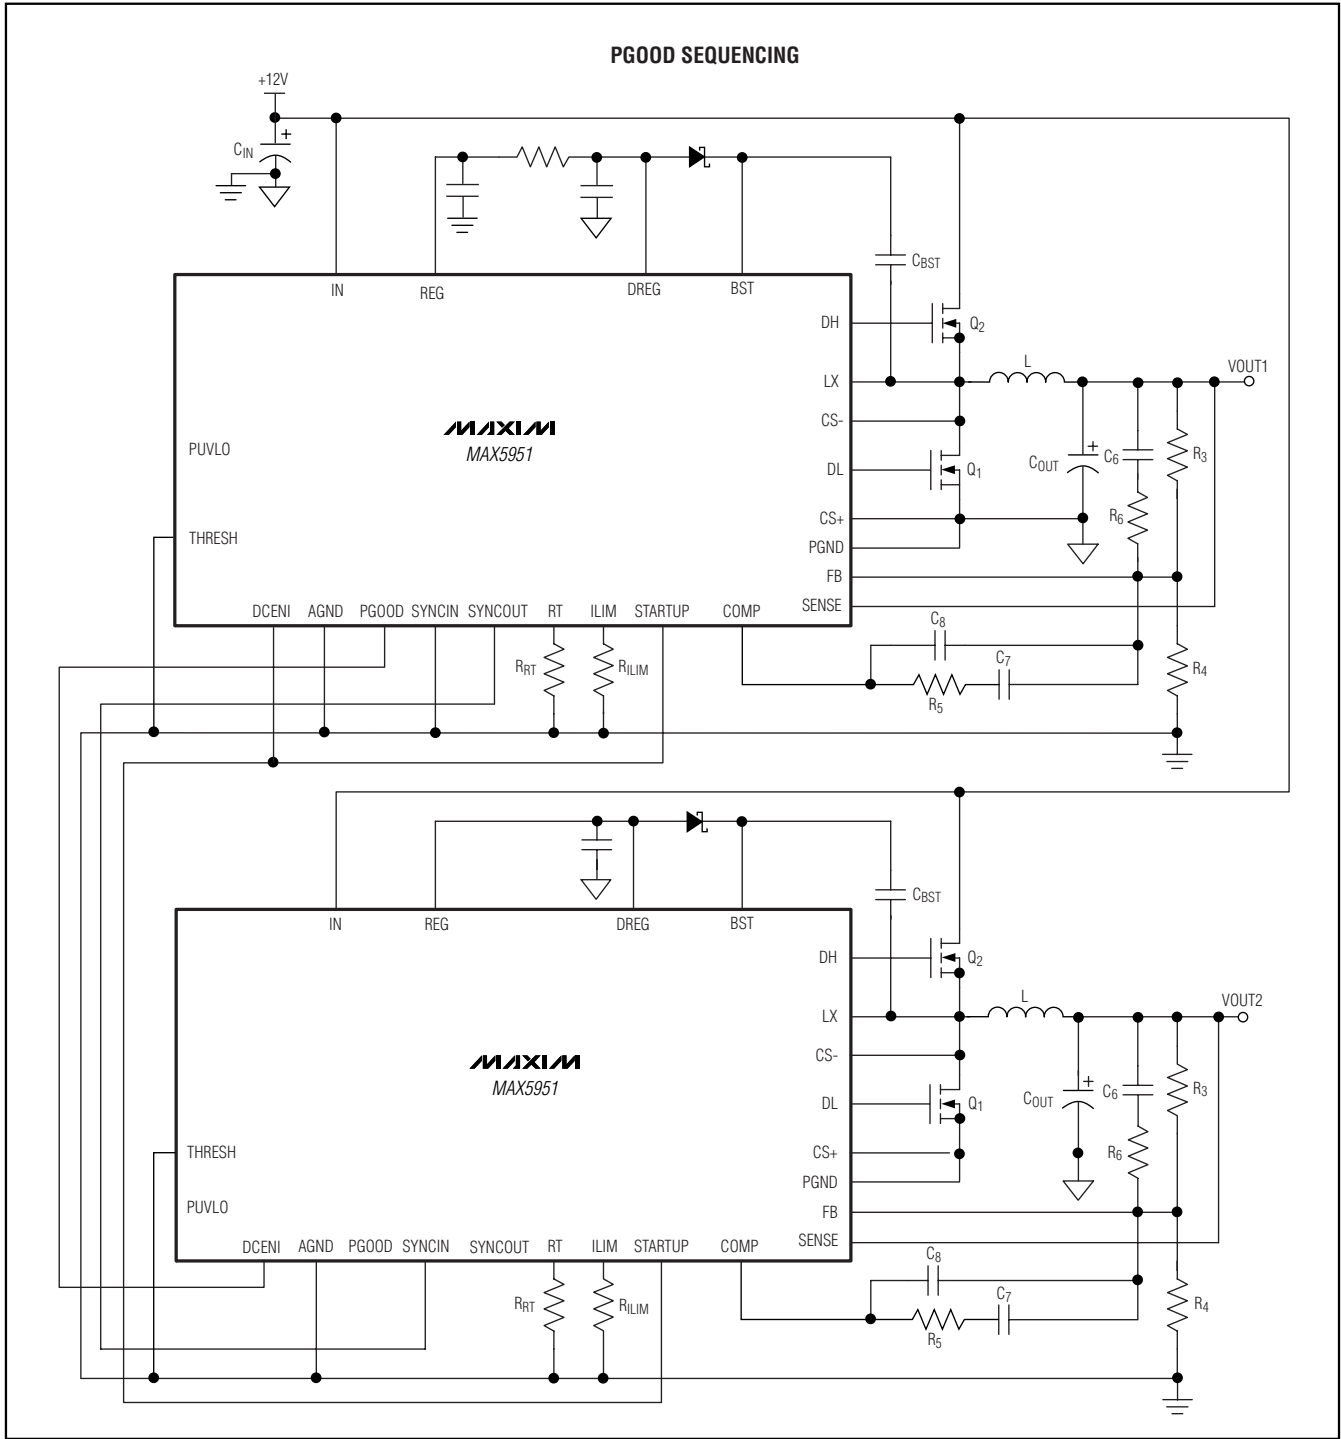 PGOOD SEQUENCING
+12V
+
CIN
CBST
IN
REG
DREG
BST
DH
Q2
L
VOUT1
LX
CS-
MAXIM
MAX5951
PUVLO
+
COUT
C6
R3
DL
Q1
CS+
R6
THRESH
PGND
FB
DCENI AGND PGOOD SYNCIN SYNCOUT RT ILIM STARTUP COMP
SENSE
C8
RRT
RILIM
C7
R4
R5
CBST
IN
REG
DREG
BST
DH
Q2
L
VOUT2
LX
CS-
MAXIM
MAX5951
+
COUT
C6
R3
DL
Q1
THRESH
CS+
R6
PGND
PUVLO
FB
DCENI AGND PGOOD SYNCIN SYNCOUT RT ILIM STARTUP COMP
SENSE
C8
RRT
RILIM
C7
R4
R5